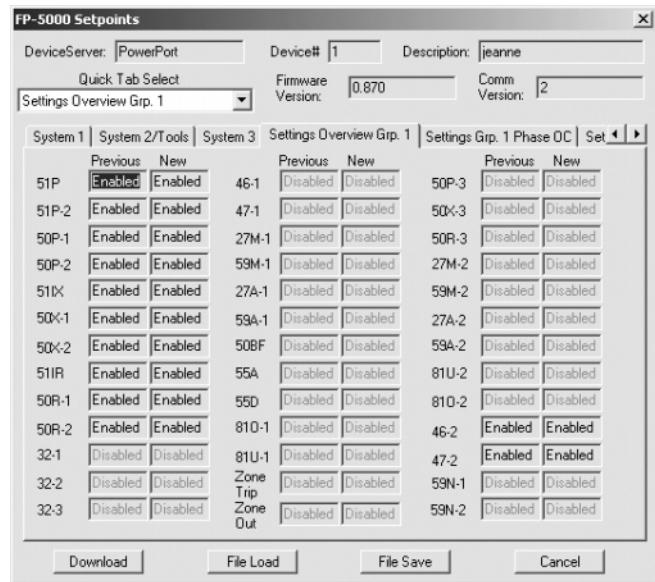 FP-5000 Setpoints
DeviceServer: PowerPort Device# 1 Description: jeanne
Quick Tab Select Firmware Version: 0.870 Comm Version: 2
Settings Overview Grp. 1
System 1 System 2/Tools System 3 Settings Overview Grp. 1 Settings Grp. 1 Phase OC Set
Previous New Previous New Previous New
51P Enabled Enabled 46-1 Disabled Disabled 50P-3 Disabled Disabled
51P-2 Enabled Enabled 47-1 Disabled Disabled 50X-3 Disabled Disabled
50P-1 Enabled Enabled 27M-1 Disabled Disabled 50R-3 Disabled Disabled
50P-2 Enabled Enabled 59M-1 Disabled Disabled 27M-2 Disabled Disabled
51IX Enabled Enabled 27A-1 Disabled Disabled 59M-2 Disabled Disabled
50X-1 Enabled Enabled 59A-1 Disabled Disabled 27A-2 Disabled Disabled
50X-2 Enabled Enabled 50BF Disabled Disabled 59A-2 Disabled Disabled
51IR Enabled Enabled 55A Disabled Disabled 81U-2 Disabled Disabled
50R-1 Enabled Enabled 55D Disabled Disabled 81O-2 Disabled Disabled
50R-2 Enabled Enabled 81O-1 Disabled Disabled 46-2 Enabled Enabled
32-1 Disabled Disabled 81U-1 Disabled Disabled 47-2 Enabled Enabled
32-2 Disabled Disabled Zone Trip Disabled Disabled 59N-1 Disabled Disabled
32-3 Disabled Disabled Zone Out Disabled Disabled 59N-2 Disabled Disabled
Download File Load File Save Cancel